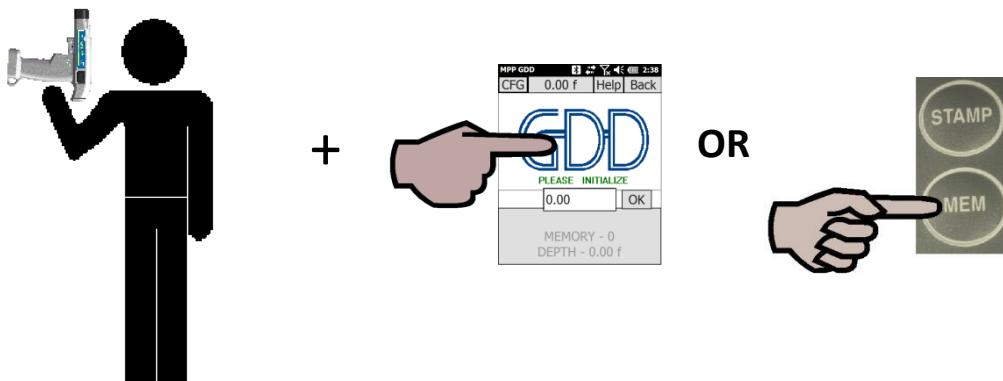 MPP GDD 2:38
CFG 0.00 f Help Back
GDD
PLEASE INITIALIZE
0.00 OK
MEMORY - 0
DEPTH - 0.00 f
+
OR
STAMP
MEM